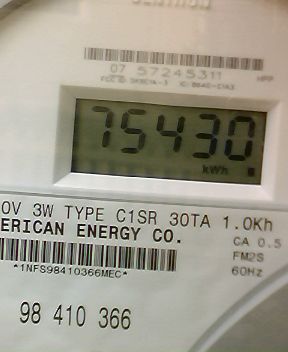 CENTRON
07 57245311
75430
kWh
0V 3W TYPE C1SR 30TA 1.0Kh
ERICAN ENERGY CO.
CA 0.5
*1NFS98410366MEC*
FM2S
60Hz
98 410 366